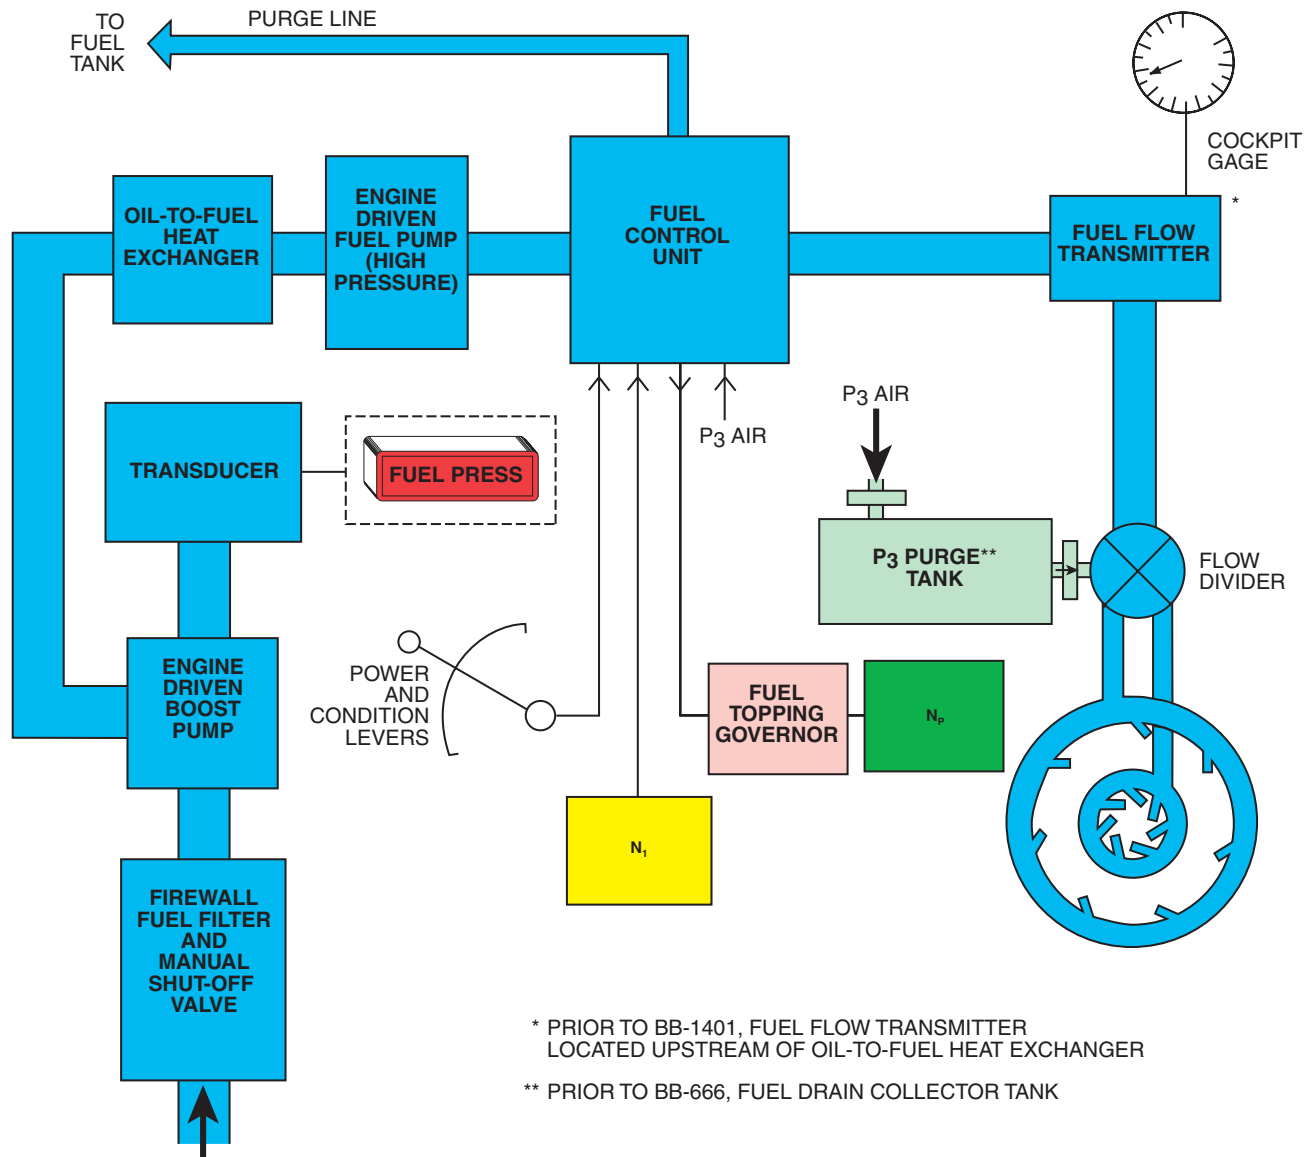 TO
FUEL
TANK
PURGE LINE
COCKPIT
GAGE
OIL-TO-FUEL
HEAT
EXCHANGER
ENGINE
DRIVEN
FUEL PUMP
(HIGH
PRESSURE)
FUEL
CONTROL
UNIT
FUEL FLOW
TRANSMITTER
*
TRANSDUCER
FUEL PRESS
P3 AIR
P3 AIR
P3 PURGE**
TANK
FLOW
DIVIDER
ENGINE
DRIVEN
BOOST
PUMP
POWER
AND
CONDITION
LEVERS
FUEL
TOPPING
GOVERNOR
NP
N1
FIREWALL
FUEL FILTER
AND
MANUAL
SHUT-OFF
VALVE
* PRIOR TO BB-1401, FUEL FLOW TRANSMITTER
LOCATED UPSTREAM OF OIL-TO-FUEL HEAT EXCHANGER
** PRIOR TO BB-666, FUEL DRAIN COLLECTOR TANK